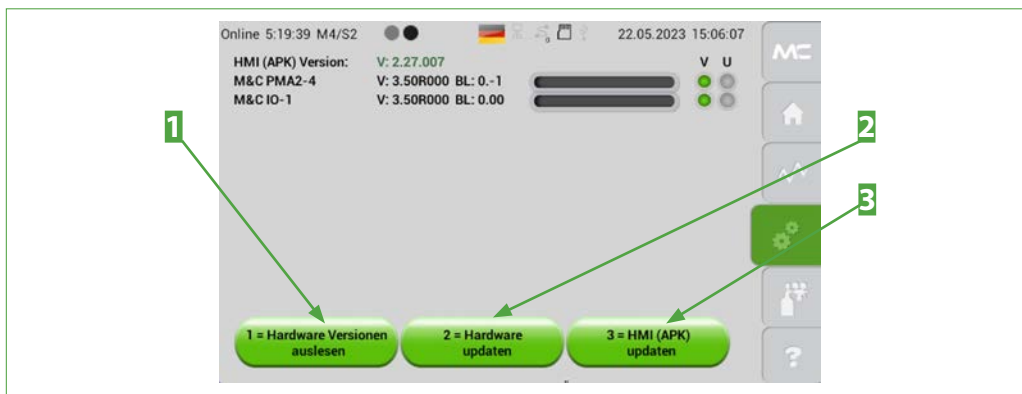 Online 5:19:39 M4/S2 22.05.2023 15:06:07
MC
HMI (APK) Version: V: 2.27.007 V U
M&C PMA2-4 V: 3.50R000 BL: 0.-1
M&C IO-1 V: 3.50R000 BL: 0.00
1
2
3
1 = Hardware Versionen
auslesen
2 = Hardware
updaten
3 = HMI (APK)
updaten
?